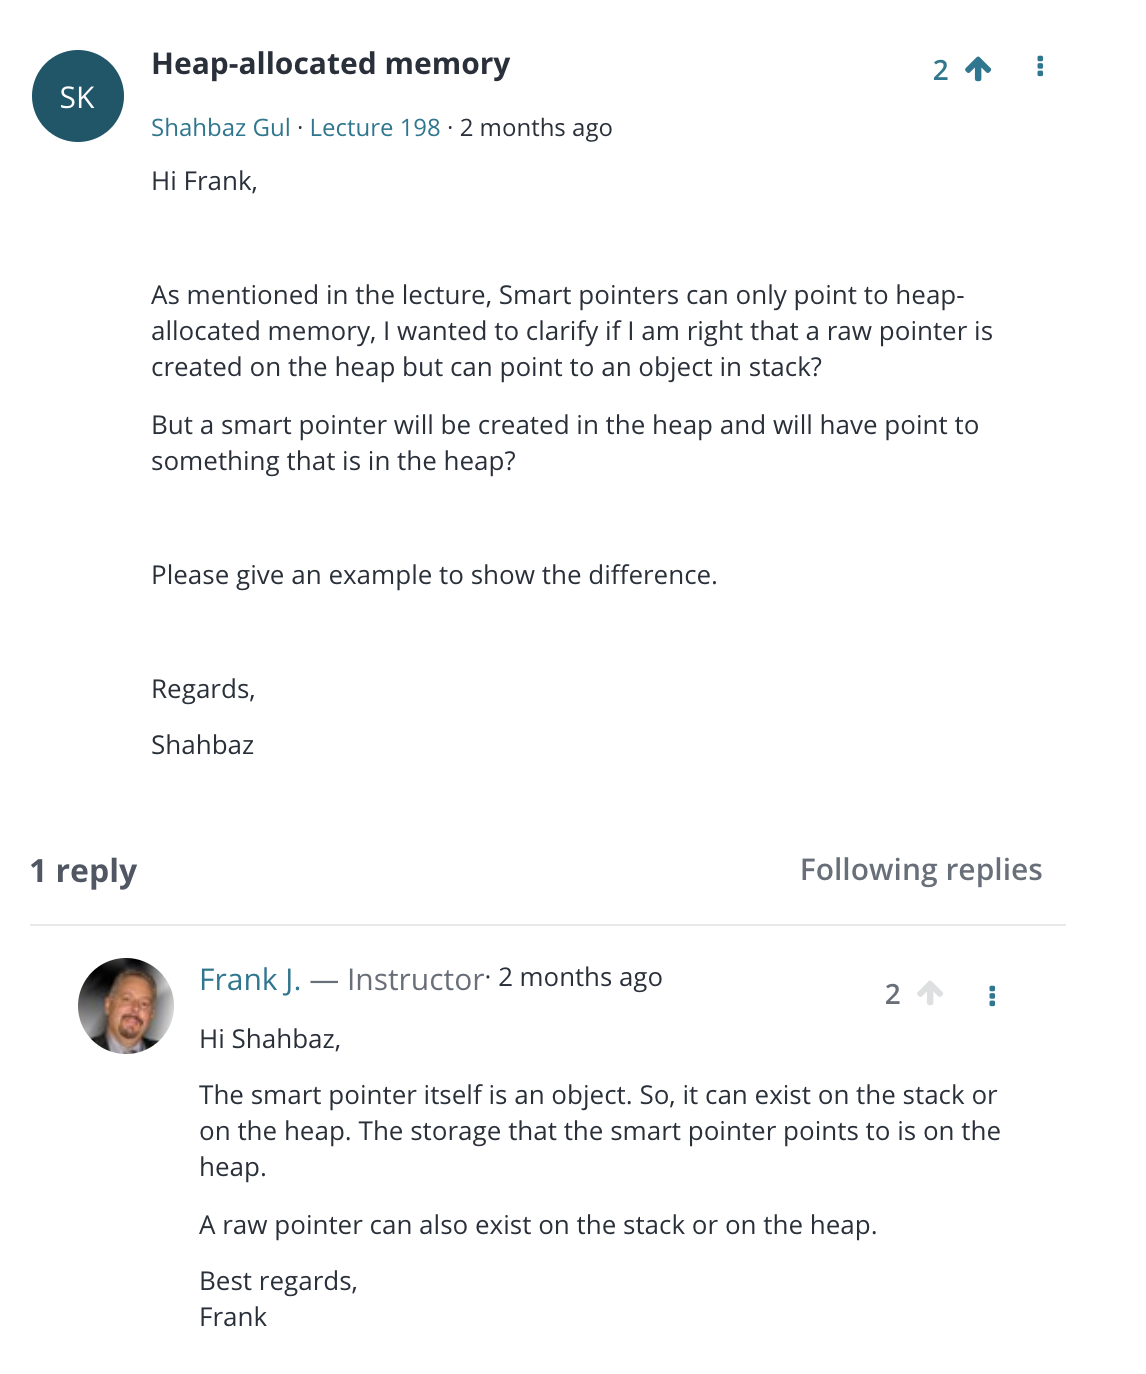 SK
Heap-allocated memory
2
Shahbaz Gul · Lecture 198 · 2 months ago
Hi Frank,
As mentioned in the lecture, Smart pointers can only point to heap-
allocated memory, I wanted to clarify if I am right that a raw pointer is
created on the heap but can point to an object in stack?
But a smart pointer will be created in the heap and will have point to
something that is in the heap?
Please give an example to show the difference.
Regards,
Shahbaz
1 reply
Following replies
Frank J. — Instructor· 2 months ago
2
Hi Shahbaz,
The smart pointer itself is an object. So, it can exist on the stack or
on the heap. The storage that the smart pointer points to is on the
heap.
A raw pointer can also exist on the stack or on the heap.
Best regards,
Frank